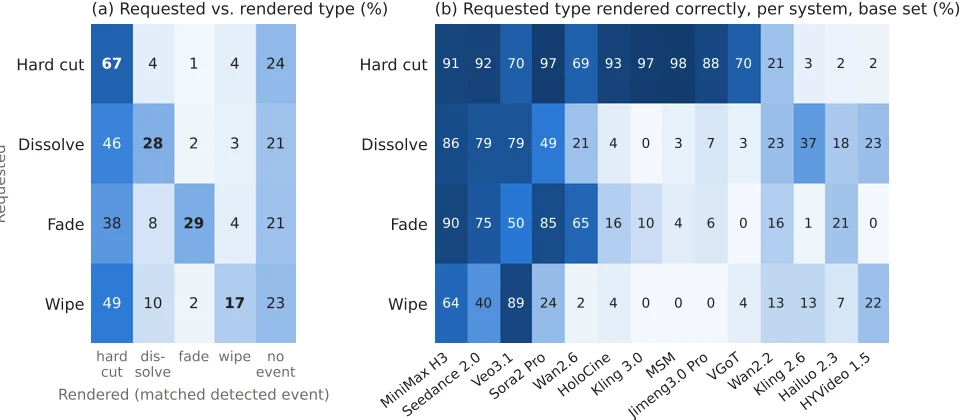 (a) Requested vs. rendered type (%)
Requested
Hard cut 67 4 1 4 24
Dissolve 46 28 2 3 21
Fade 38 8 29 4 21
Wipe 49 10 2 17 23
hard cut dis-solve fade wipe no event
Rendered (matched detected event)
(b) Requested type rendered correctly, per system, base set (%)
Hard cut 91 92 70 97 69 93 97 98 88 70 21 3 2 2
Dissolve 86 79 79 49 21 4 0 3 7 3 23 37 18 23
Fade 90 75 50 85 65 16 10 4 6 0 16 1 21 0
Wipe 64 40 89 24 2 4 0 0 0 4 13 13 7 22
MiniMax H3
Seedance 2.0
Veo3.1
Sora2 Pro
Wan2.6
HoloCine
Kling 3.0
MSM
Jimeng3.0 Pro
VGoT
Wan2.2
Kling 2.6
Hailuo 2.3
HYVideo 1.5